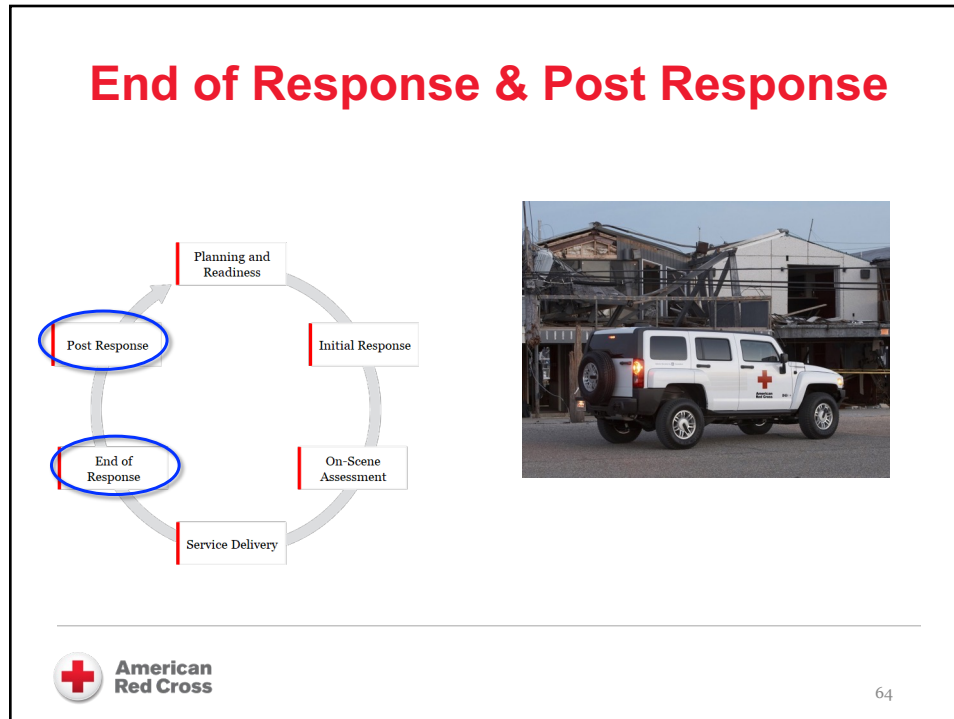 End of Response & Post Response
Planning and
Readiness
Post Response
Initial Response
End of
Response
On-Scene
Assessment
Service Delivery
American
Red Cross
American
Red Cross
64